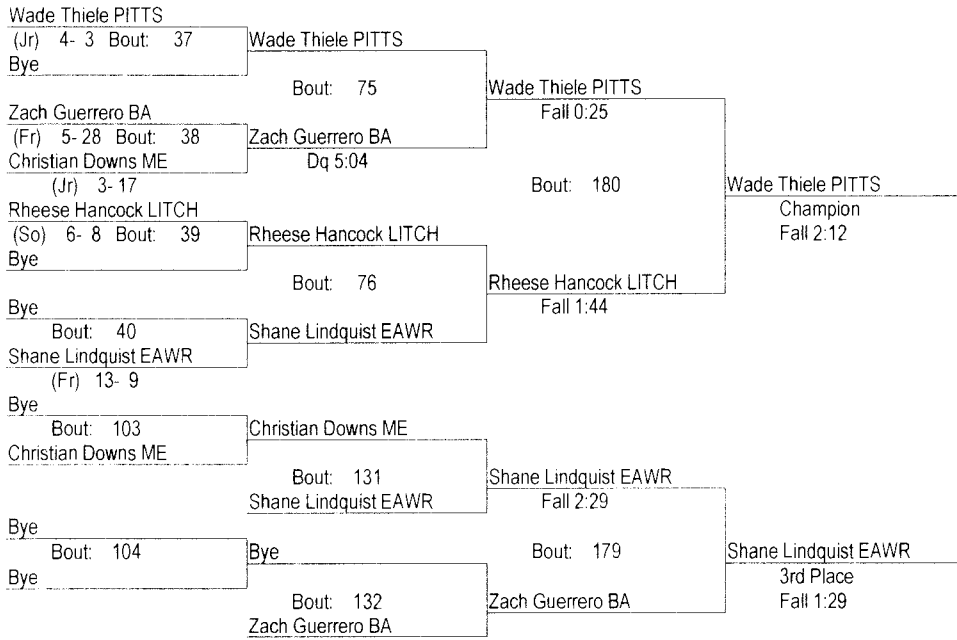 Wade Thiele PITTS
(Jr) 4- 3 Bout: 37
Bye
Wade Thiele PITTS
Bout: 75
Zach Guerrero BA
(Fr) 5- 28 Bout: 38
Christian Downs ME
(Jr) 3- 17
Zach Guerrero BA
Dq 5:04
Wade Thiele PITTS
Fall 0:25
Bout: 180
Rheese Hancock LITCH
(So) 6- 8 Bout: 39
Bye
Rheese Hancock LITCH
Bout: 76
Bye
Bout: 40
Shane Lindquist EAWR
(Fr) 13- 9
Shane Lindquist EAWR
Rheese Hancock LITCH
Fall 1:44
Wade Thiele PITTS
Champion
Fall 2:12
Bye
Bout: 103
Christian Downs ME
Christian Downs ME
Bout: 131
Shane Lindquist EAWR
Shane Lindquist EAWR
Fall 2:29
Bye
Bout: 104
Bye
Bye
Bout: 132
Zach Guerrero BA
Bout: 179
Zach Guerrero BA
Shane Lindquist EAWR
3rd Place
Fall 1:29